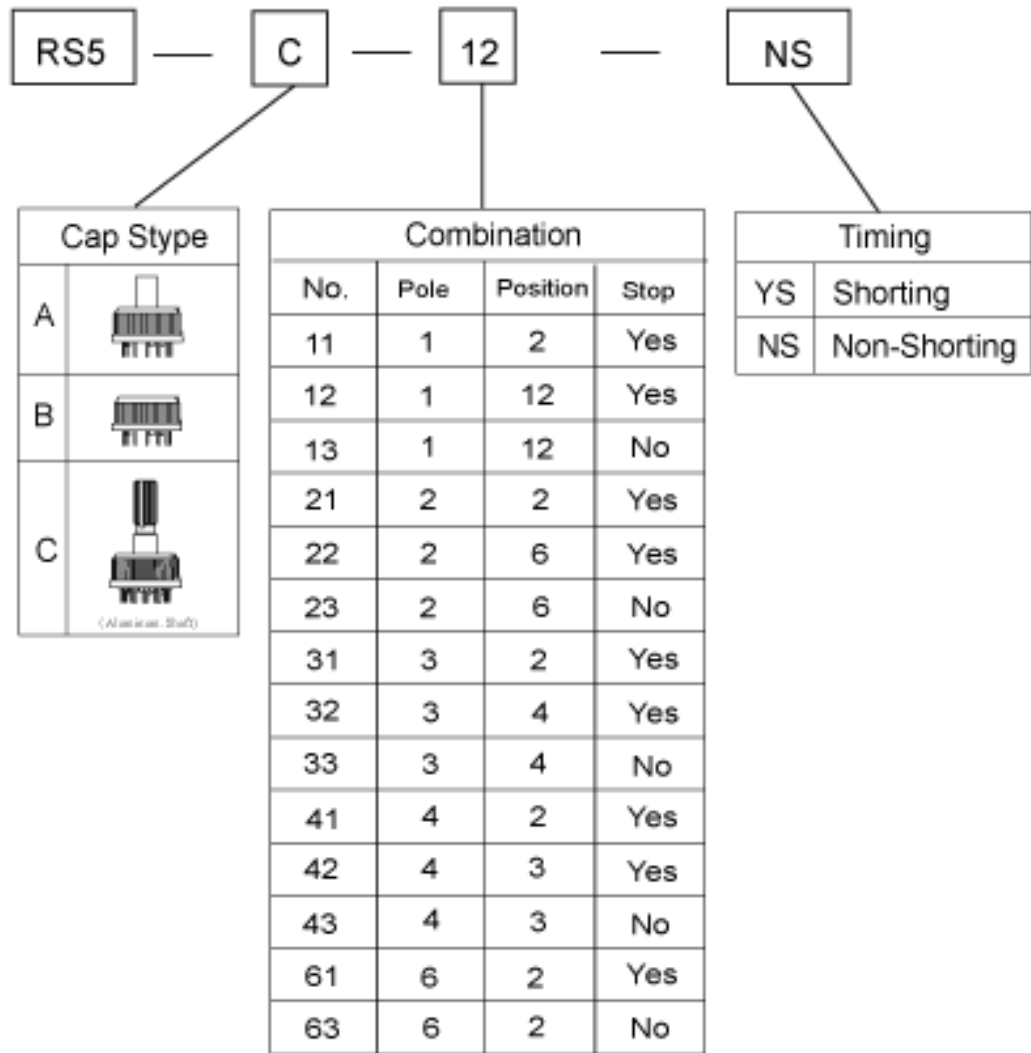 RS5 — C — 12 — NS
Cap Stype
A
B
C
(Aluminum Shaft)
Combination
No. Pole Position Stop
11 1 2 Yes
12 1 12 Yes
13 1 12 No
21 2 2 Yes
22 2 6 Yes
23 2 6 No
31 3 2 Yes
32 3 4 Yes
33 3 4 No
41 4 2 Yes
42 4 3 Yes
43 4 3 No
61 6 2 Yes
63 6 2 No
Timing
YS Shorting
NS Non-Shorting